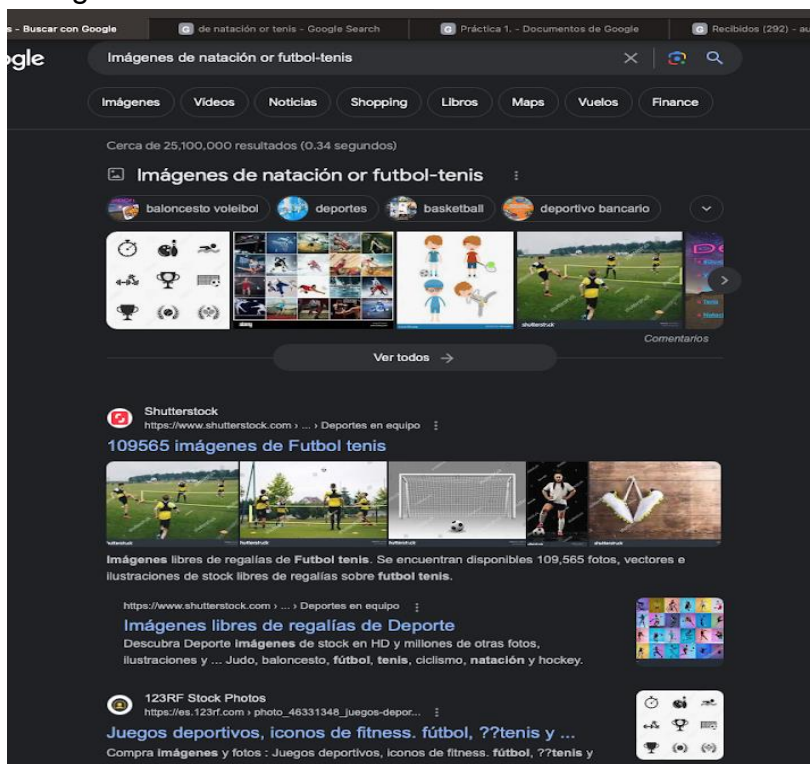 s - Buscar con Google
G de natación or tenis - Google Search
G Práctica 1. - Documentos de Google
G Recibidos (292) - au
ogle
Imágenes de natación or futbol-tenis
Imágenes
Vídeos
Noticias
Shopping
Libros
Maps
Vuelos
Finance
Cerca de 25,100,000 resultados (0.34 segundos)
Imágenes de natación or futbol-tenis
baloncesto voleibol
deportes
basketball
deportivo bancario
shutterstock
Comentarios
Ver todos
Shutterstock
https://www.shutterstock.com › ... › Deportes en equipo
109565 imágenes de Futbol tenis
Imágenes libres de regalías de Futbol tenis. Se encuentran disponibles 109,565 fotos, vectores e
ilustraciones de stock libres de regalías sobre futbol tenis.
https://www.shutterstock.com › ... › Deportes en equipo
Imágenes libres de regalías de Deporte
Descubra Deporte imágenes de stock en HD y millones de otras fotos,
ilustraciones y ... Judo, baloncesto, fútbol, tenis, ciclismo, natación y hockey.
123RF Stock Photos
https://es.123rf.com › photo_46331348_juegos-depor...
Juegos deportivos, iconos de fitness. fútbol, ??tenis y ...
Compra imágenes y fotos : Juegos deportivos, iconos de fitness. fútbol, ??tenis y